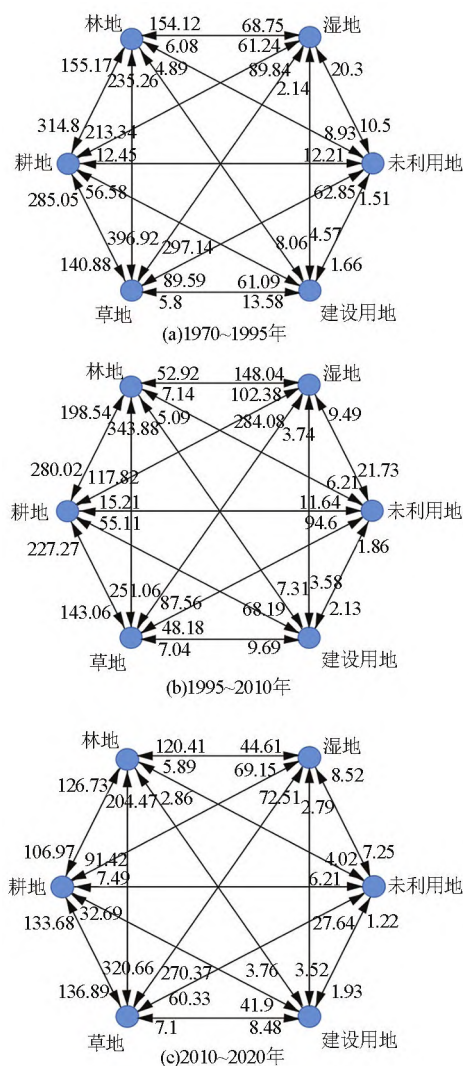 154.12 68.75
林地 湿地
6.08 61.24
155.17 235.26 4.89 89.84 2.14 20.3
314.8 213.34 8.93 10.5
耕地 12.45 12.21 未利用地
285.05 56.58 62.85 1.51
396.92 297.14 8.06 4.57
140.88 89.59 61.09 1.66
草地 5.8 13.58 建设用地
(a)1970~1995年
52.92 148.04
林地 湿地
7.14 102.38
198.54 343.88 5.09 284.08 3.74 9.49
280.02 117.82 6.21 21.73
耕地 15.21 11.64 未利用地
227.27 55.11 94.6 1.86
251.06 87.56 7.31 3.58
143.06 48.18 68.19 2.13
草地 7.04 9.69 建设用地
(b)1995~2010年
120.41 44.61
林地 湿地
5.89 69.15
126.73 204.47 2.86 72.51 2.79 8.52
106.97 91.42 4.02 7.25
耕地 7.49 6.21 未利用地
133.68 32.69 27.64 1.22
320.66 270.37 3.76 3.52
136.89 60.33 41.9 1.93
草地 7.1 8.48 建设用地
(c)2010~2020年